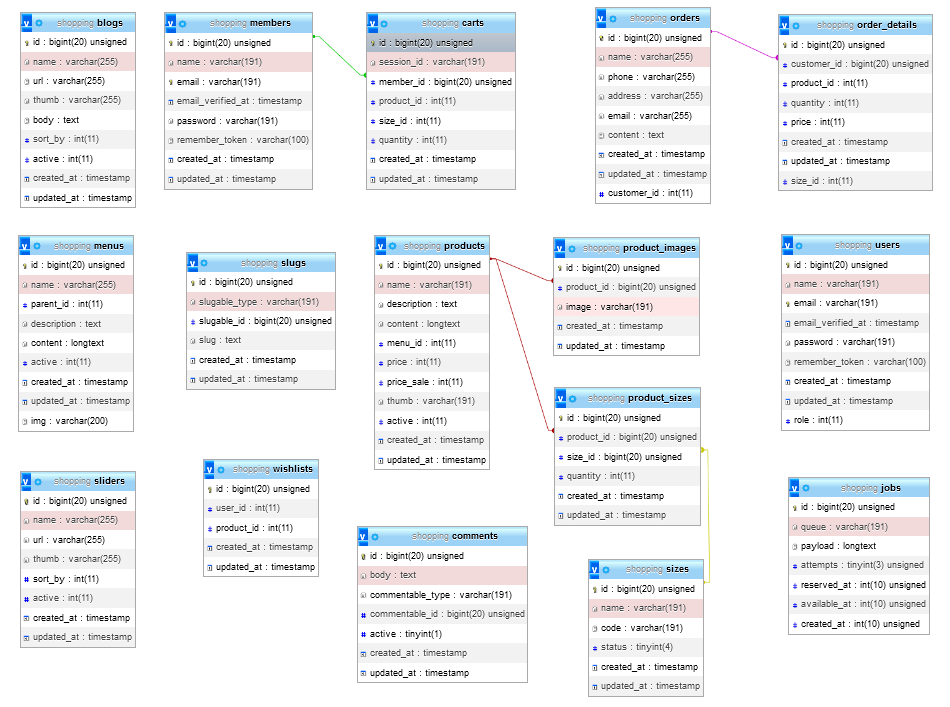 shopping blogs
id : bigint(20) unsigned
name : varchar(255)
url : varchar(255)
thumb : varchar(255)
body : text
sort_by : int(11)
active : int(11)
created_at : timestamp
updated_at : timestamp
shopping members
id : bigint(20) unsigned
name : varchar(191)
email : varchar(191)
email_verified_at : timestamp
password : varchar(191)
remember_token : varchar(100)
created_at : timestamp
updated_at : timestamp
shopping carts
id : bigint(20) unsigned
session_id : varchar(191)
member_id : bigint(20) unsigned
product_id : int(11)
size_id : int(11)
quantity : int(11)
created_at : timestamp
updated_at : timestamp
shopping orders
id : bigint(20) unsigned
name : varchar(255)
phone : varchar(255)
address : varchar(255)
email : varchar(255)
content : text
created_at : timestamp
updated_at : timestamp
customer_id : int(11)
shopping order_details
id : bigint(20) unsigned
customer_id : bigint(20) unsigned
product_id : int(11)
quantity : int(11)
price : int(11)
created_at : timestamp
updated_at : timestamp
size_id : int(11)
shopping menus
id : bigint(20) unsigned
name : varchar(255)
parent_id : int(11)
description : text
content : longtext
active : int(11)
created_at : timestamp
updated_at : timestamp
img : varchar(200)
shopping slugs
id : bigint(20) unsigned
slugable_type : varchar(191)
slugable_id : bigint(20) unsigned
slug : text
created_at : timestamp
updated_at : timestamp
shopping products
id : bigint(20) unsigned
name : varchar(191)
description : text
content : longtext
menu_id : int(11)
price : int(11)
price_sale : int(11)
thumb : varchar(191)
active : int(11)
created_at : timestamp
updated_at : timestamp
shopping product_images
id : bigint(20) unsigned
product_id : bigint(20) unsigned
image : varchar(191)
created_at : timestamp
updated_at : timestamp
shopping users
id : bigint(20) unsigned
name : varchar(191)
email : varchar(191)
email_verified_at : timestamp
password : varchar(191)
remember_token : varchar(100)
created_at : timestamp
updated_at : timestamp
role : int(11)
shopping product_sizes
id : bigint(20) unsigned
product_id : bigint(20) unsigned
size_id : bigint(20) unsigned
quantity : int(11)
created_at : timestamp
updated_at : timestamp
shopping sliders
id : bigint(20) unsigned
name : varchar(255)
url : varchar(255)
thumb : varchar(255)
sort_by : int(11)
active : int(11)
created_at : timestamp
updated_at : timestamp
shopping wishlists
id : bigint(20) unsigned
user_id : int(11)
product_id : int(11)
created_at : timestamp
updated_at : timestamp
shopping comments
id : bigint(20) unsigned
body : text
commentable_type : varchar(191)
commentable_id : bigint(20) unsigned
active : tinyint(1)
created_at : timestamp
updated_at : timestamp
shopping sizes
id : bigint(20) unsigned
name : varchar(191)
code : varchar(191)
status : tinyint(4)
created_at : timestamp
updated_at : timestamp
shopping jobs
id : bigint(20) unsigned
queue : varchar(191)
payload : longtext
attempts : tinyint(3) unsigned
reserved_at : int(10) unsigned
available_at : int(10) unsigned
created_at : int(10) unsigned